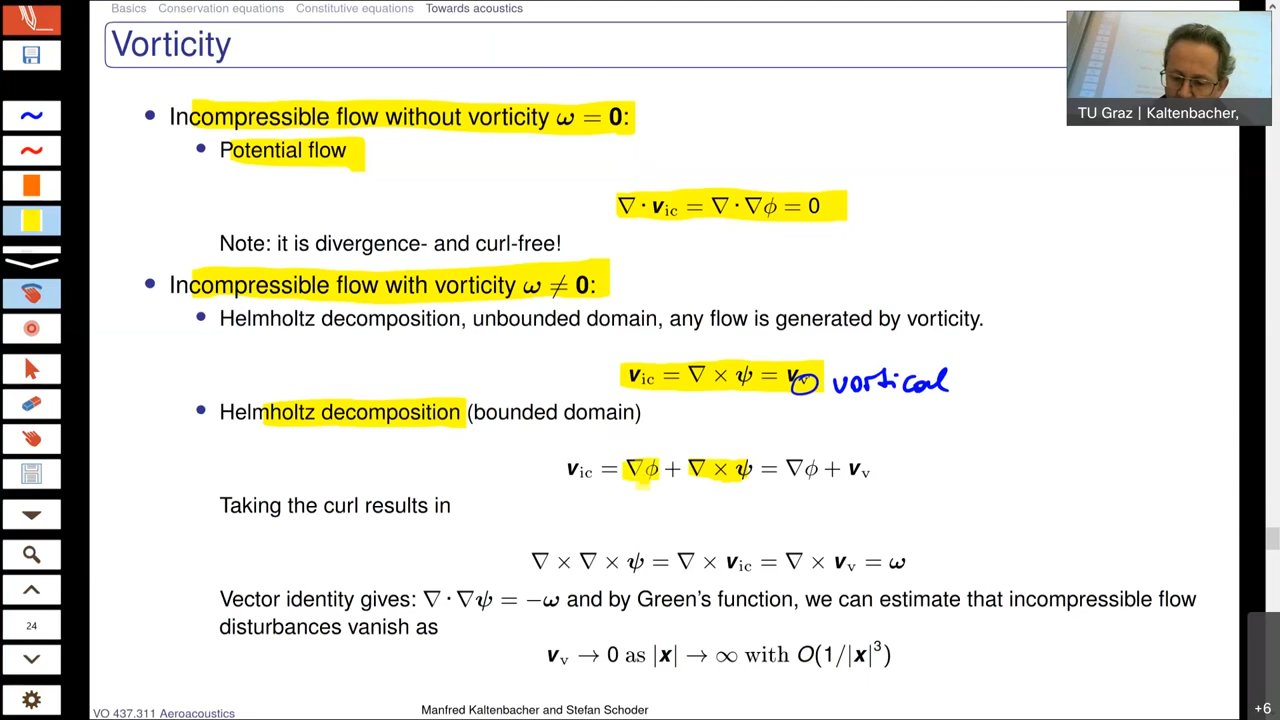 Basics Conservation equations Constitutive equations Towards acoustics
Vorticity
TU Graz | Kaltenbacher,
• Incompressible flow without vorticity ω = 0:
• Potential flow
∇ · v_ic = ∇ · ∇ϕ = 0
Note: it is divergence- and curl-free!
• Incompressible flow with vorticity ω ≠ 0:
• Helmholtz decomposition, unbounded domain, any flow is generated by vorticity.
v_ic = ∇ × ψ = v_v vortical
• Helmholtz decomposition (bounded domain)
v_ic = ∇ϕ + ∇ × ψ = ∇ϕ + v_v
Taking the curl results in
∇ × ∇ × ψ = ∇ × v_ic = ∇ × v_v = ω
Vector identity gives: ∇ · ∇ψ = −ω and by Green's function, we can estimate that incompressible flow
disturbances vanish as
v_v → 0 as |x| → ∞ with O(1/|x|³)
24
VO 437.311 Aeroacoustics Manfred Kaltenbacher and Stefan Schoder
+6